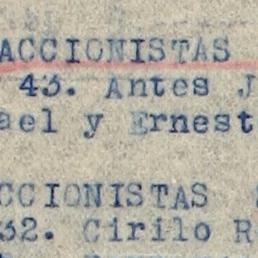 ACCIONISTAS
43. Antes J
ael y Ernest
CCIONISTAS
32. Cirilo R